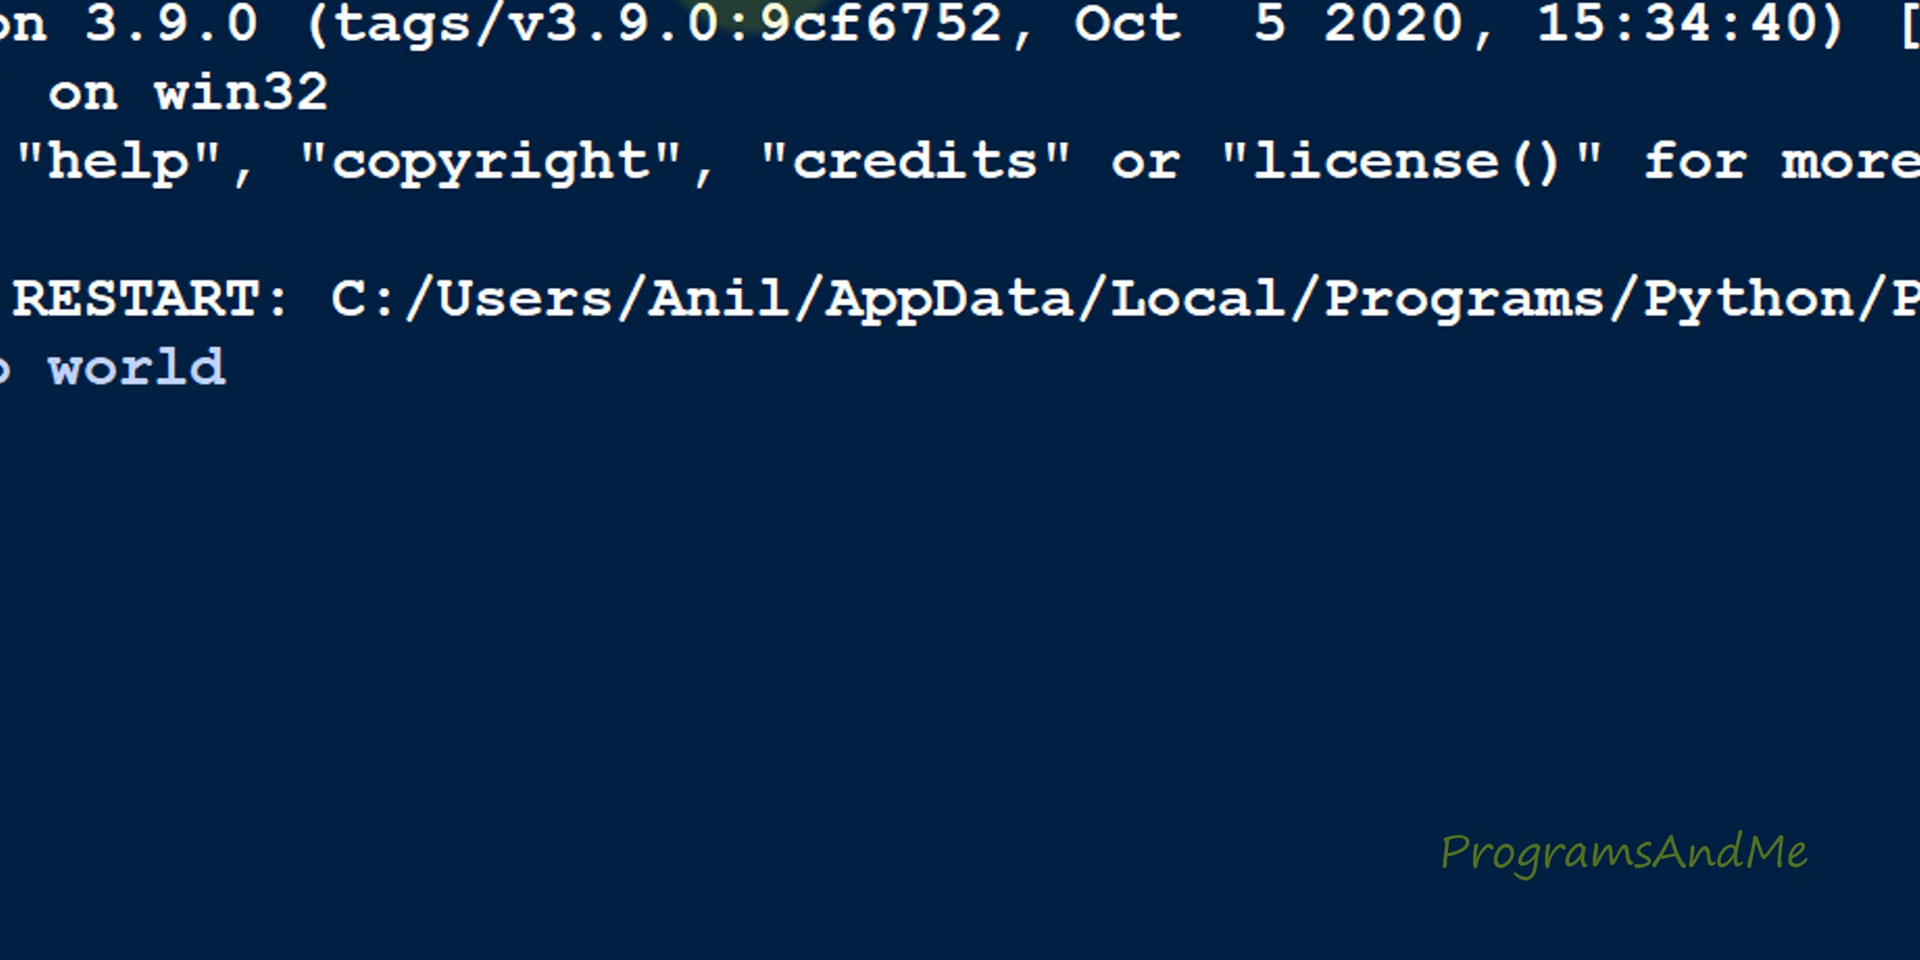 on 3.9.0 (tags/v3.9.0:9cf6752, Oct  5 2020, 15:34:40) [
on win32
"help", "copyright", "credits" or "license()" for more
RESTART: C:/Users/Anil/AppData/Local/Programs/Python/P
o world
ProgramsAndMe